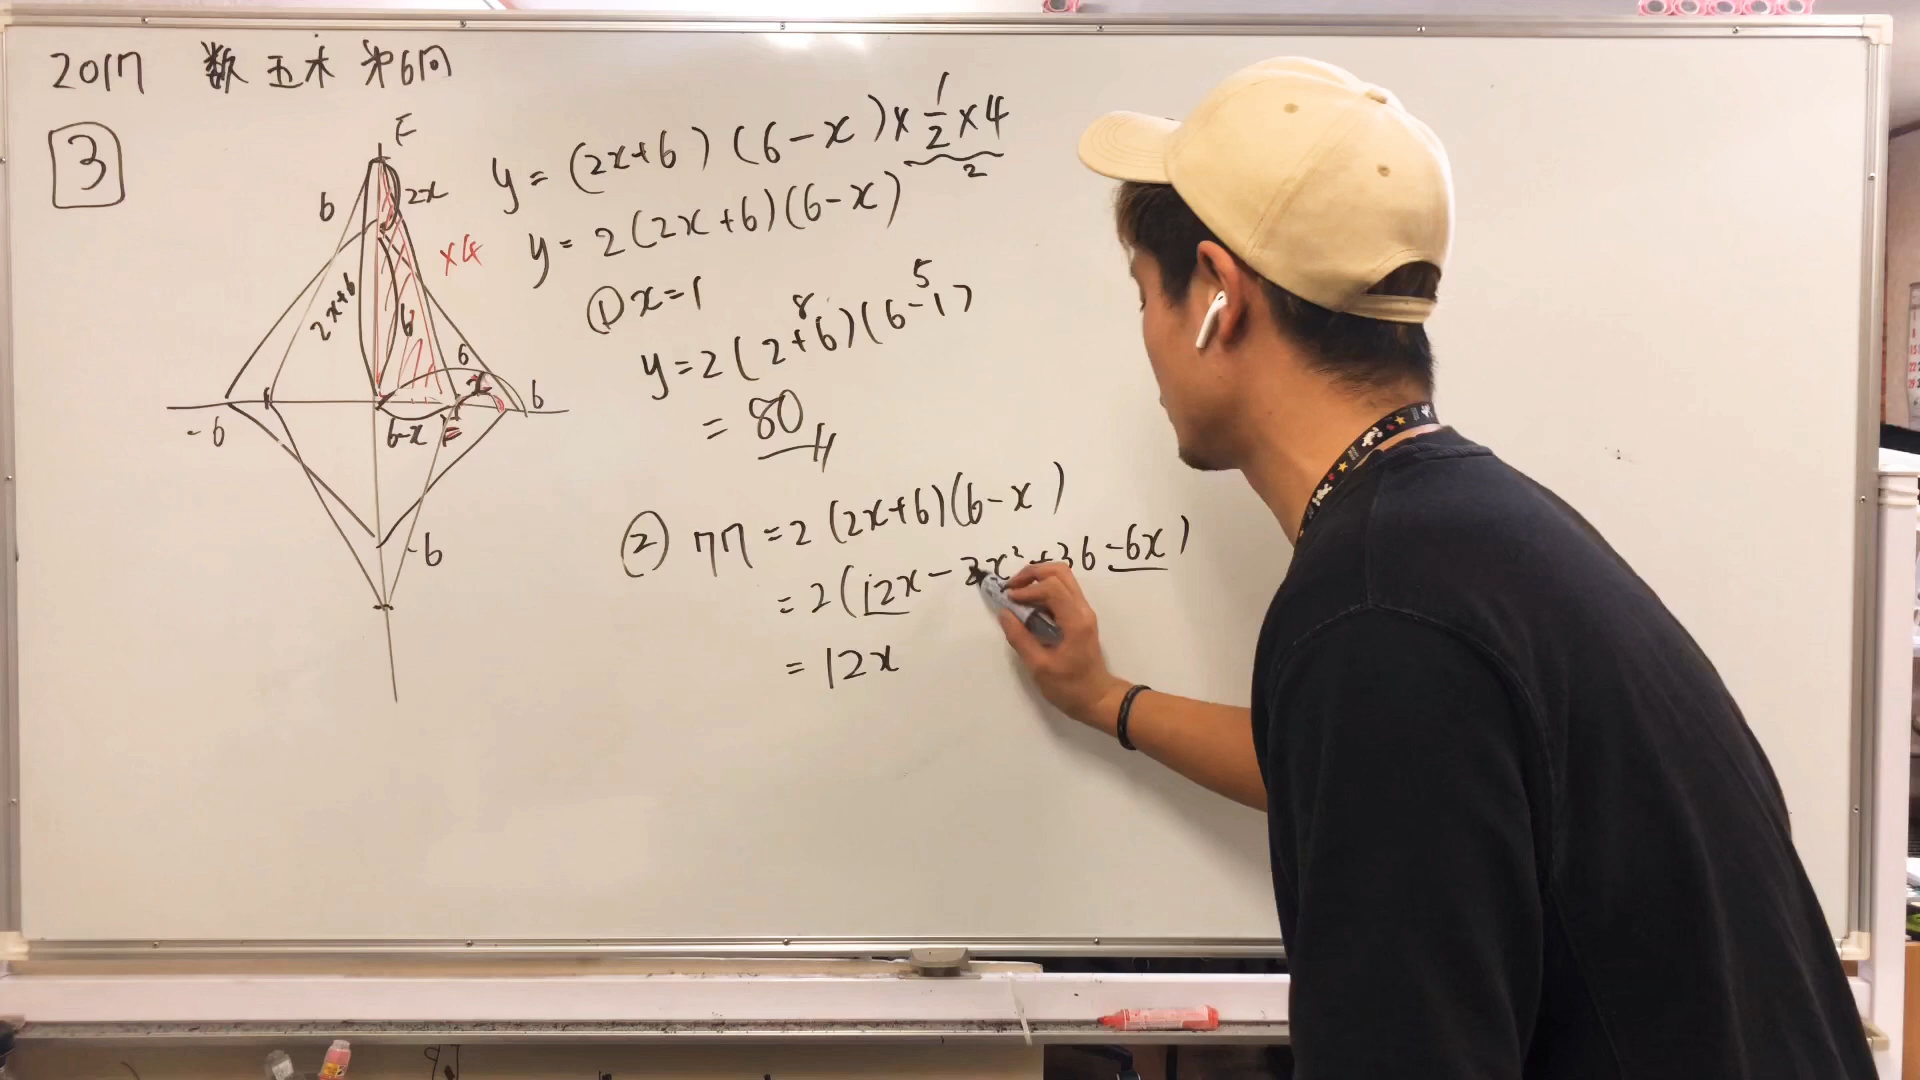 2017 数 五木 第6回
3
F
6
2x
×4
2x+6
6
6
x
6
-6
6-x
E
-6
y=(2x+6)(6-x)×1/2×4
2
y=2(2x+6)(6-x)
① x=1
8 5
y=2(2+6)(6-1)
= 80
② 77=2(2x+6)(6-x)
=2(12x-2x²+36-6x)
=12x